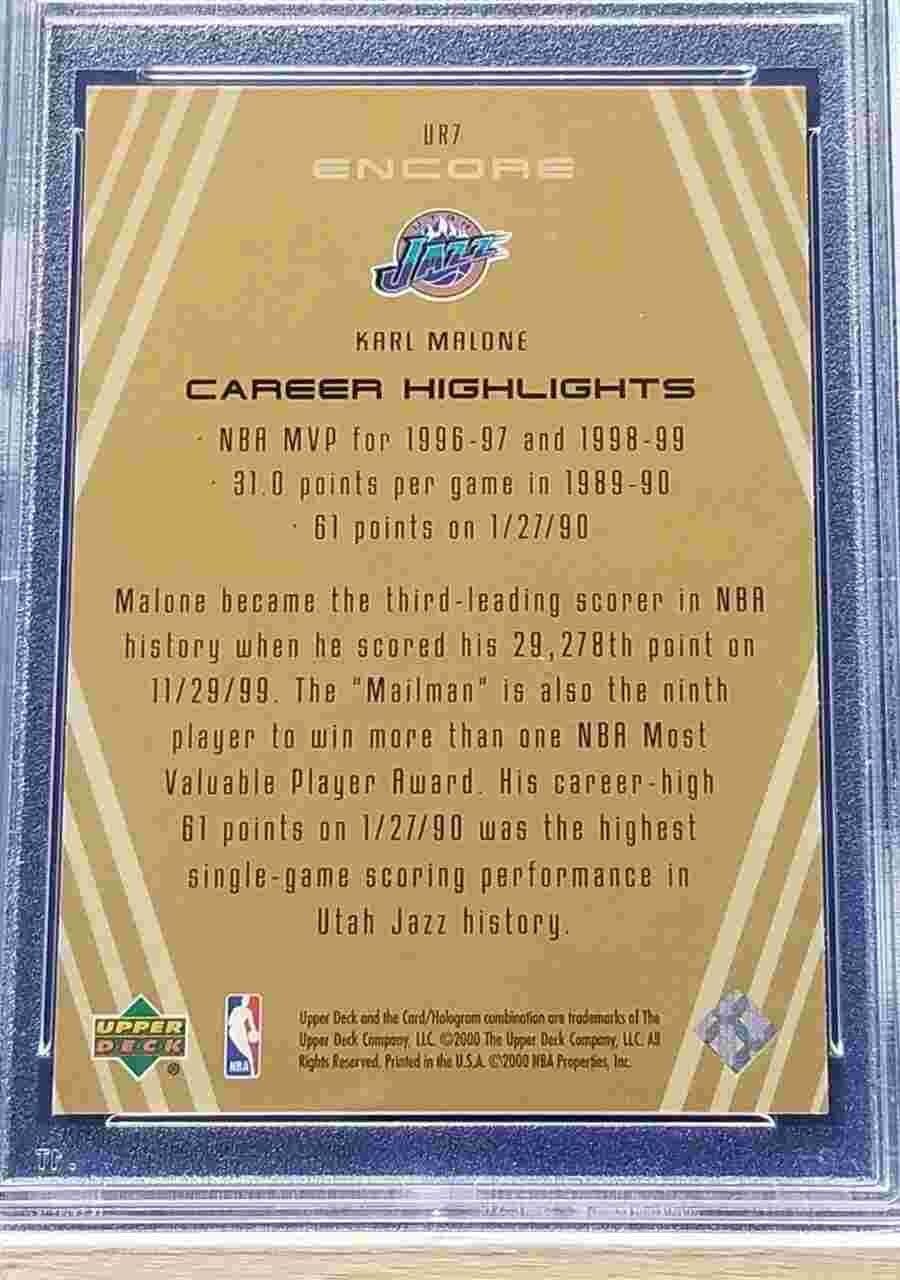 UR7
ENCORE
JAZZ
KARL MALONE
CAREER HIGHLIGHTS
· NBA MVP for 1996-97 and 1998-99
· 31.0 points per game in 1989-90
· 61 points on 1/27/90
Malone became the third-leading scorer in NBA
history when he scored his 29,278th point on
11/29/99. The "Mailman" is also the ninth
player to win more than one NBA Most
Valuable Player Award. His career-high
61 points on 1/27/90 was the highest
single-game scoring performance in
Utah Jazz history.
UPPER
DECK
®
NBA
Upper Deck and the Card/Hologram combination are trademarks of The
Upper Deck Company, LLC. ©2000 The Upper Deck Company, LLC. All
Rights Reserved. Printed in the U.S.A. ©2000 NBA Properties, Inc.